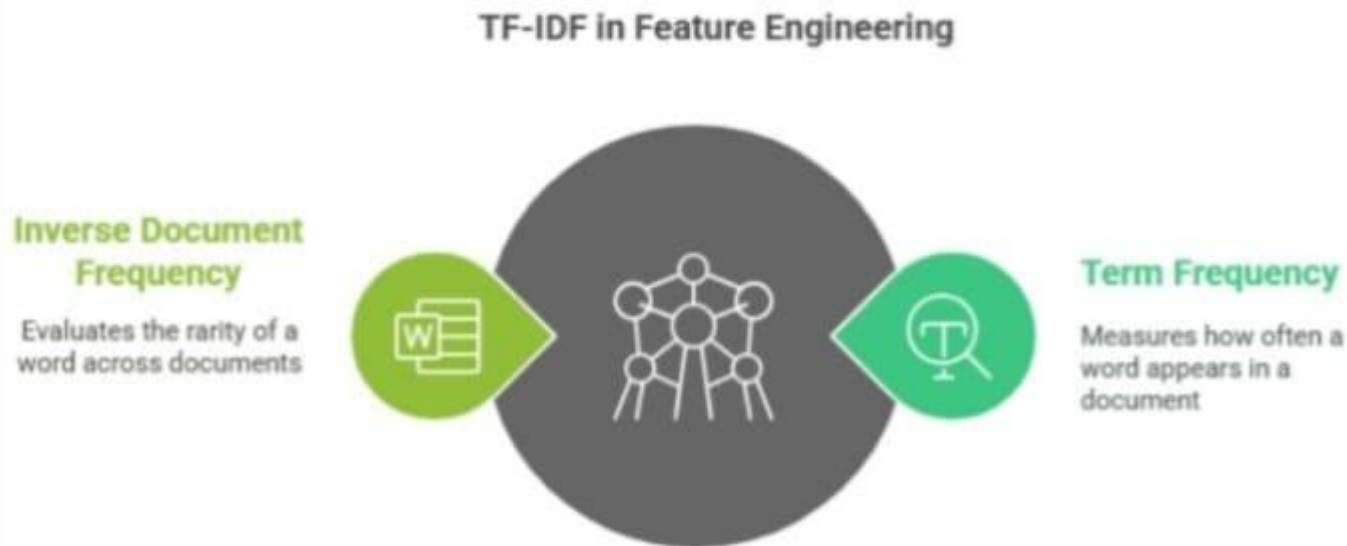 TF-IDF in Feature Engineering
Inverse Document
Frequency
Evaluates the rarity of a
word across documents
W
T
Term Frequency
Measures how often a
word appears in a
document